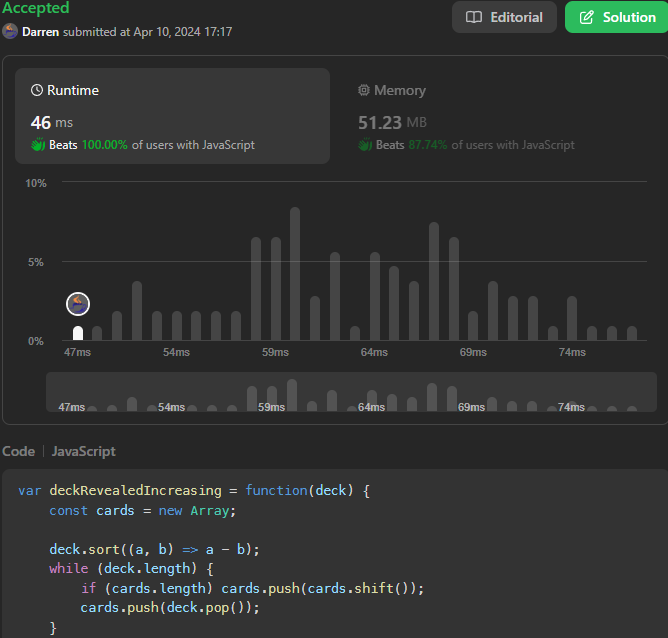 Accepted
Editorial
Solution
Darren submitted at Apr 10, 2024 17:17
Runtime
Memory
46 ms
51.23 MB
Beats 100.00% of users with JavaScript
Beats 87.74% of users with JavaScript
10%
5%
0%
47ms 54ms 59ms 64ms 69ms 74ms
47ms 54ms 59ms 64ms 69ms 74ms
Code | JavaScript
var deckRevealedIncreasing = function(deck) {
    const cards = new Array;
    deck.sort((a, b) => a - b);
    while (deck.length) {
        if (cards.length) cards.push(cards.shift());
        cards.push(deck.pop());
    }